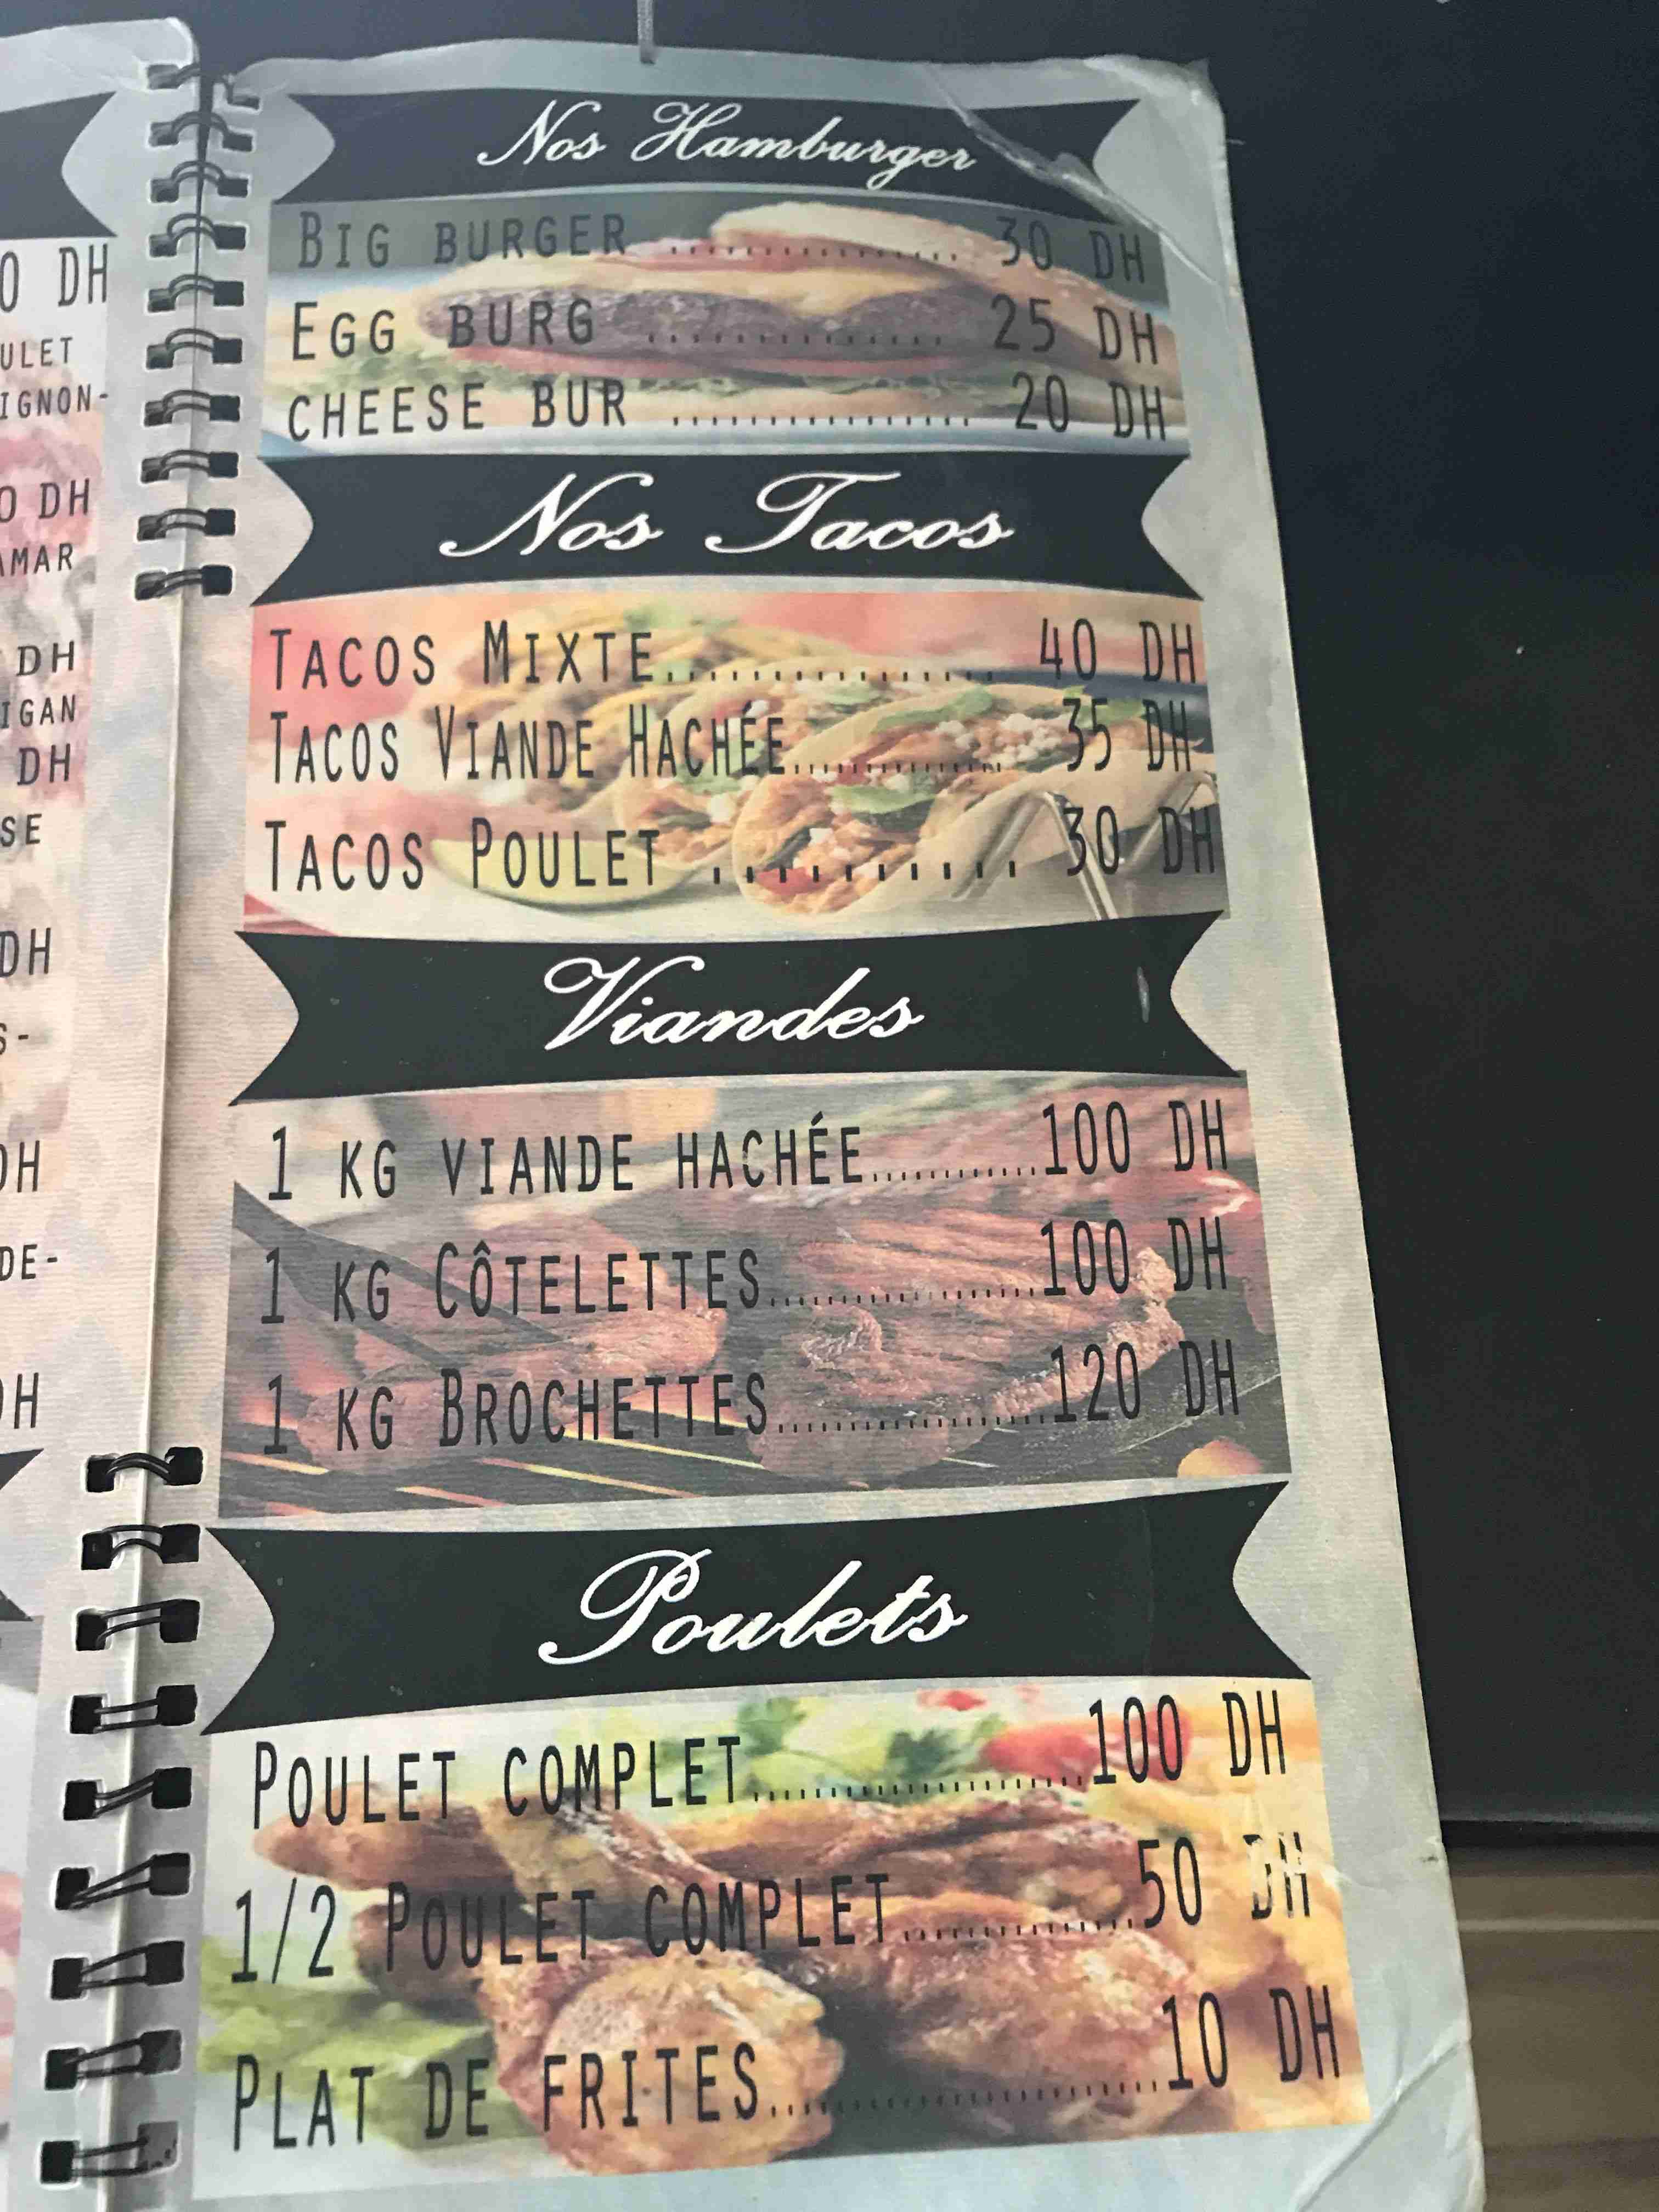 0 DH
ULET
IGNON-
0 DH
AMAR
DH
IGAN
DH
SE
DH
S-
DH
DE-
DH
Nos Hamburger
BIG BURGER .............. 30 DH
EGG BURG .............. 25 DH
CHEESE BUR ................ 20 DH
Nos Tacos
TACOS MIXTE................ 40 DH
TACOS VIANDE HACHÉE.............. 35 DH
TACOS POULET .......... 30 DH
Viandes
1 KG VIANDE HACHÉE............100 DH
1 KG CÔTELETTES...................100 DH
1 KG BROCHETTES...................120 DH
Poulets
POULET COMPLET.....................100 DH
1/2 POULET COMPLET...............50 DH
PLAT DE FRITES.........................10 DH